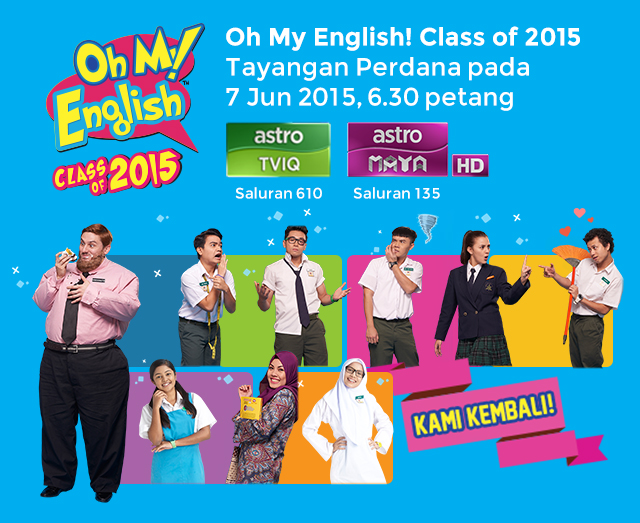 Oh My!
English
™
CLASS OF 2015
Oh My English! Class of 2015
Tayangan Perdana pada
7 Jun 2015, 6.30 petang
astro
TVIQ
astro
MAYA HD
Saluran 610
Saluran 135
KAMI KEMBALI!